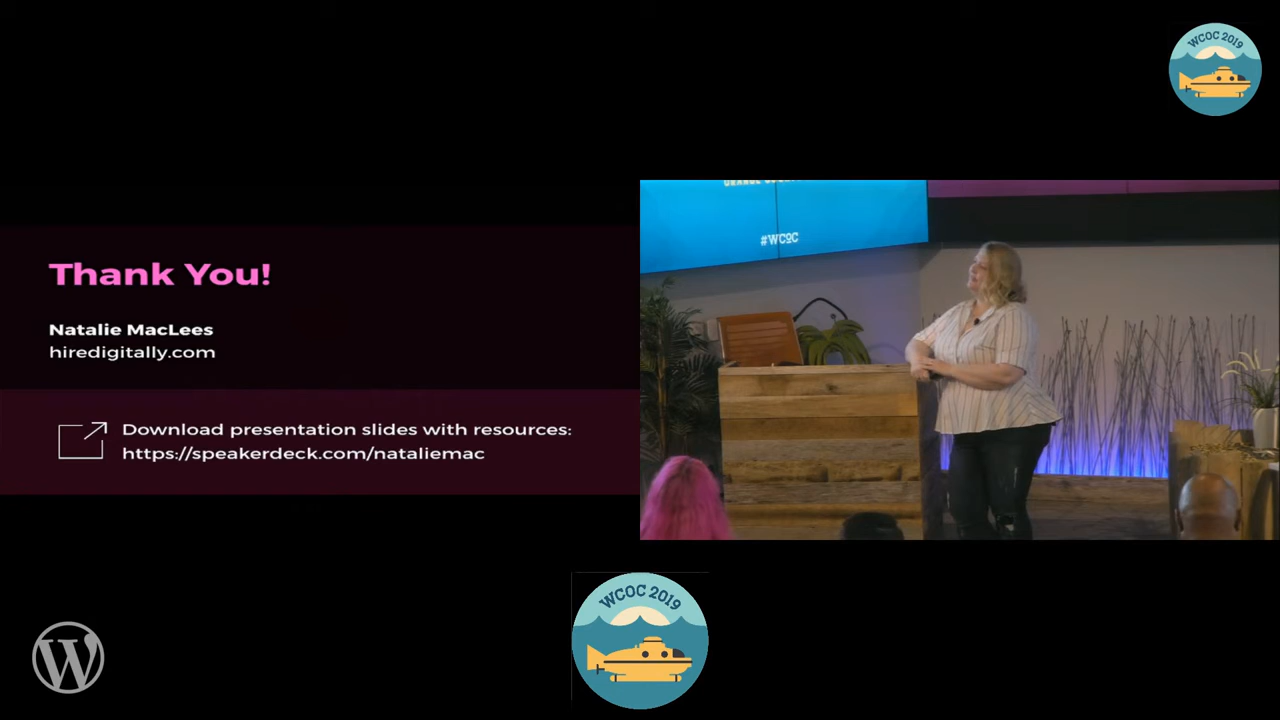 WCOC 2019
#WCOC
Thank You!
Natalie MacLees
hiredigitally.com
Download presentation slides with resources:
https://speakerdeck.com/nataliemac
WCOC 2019